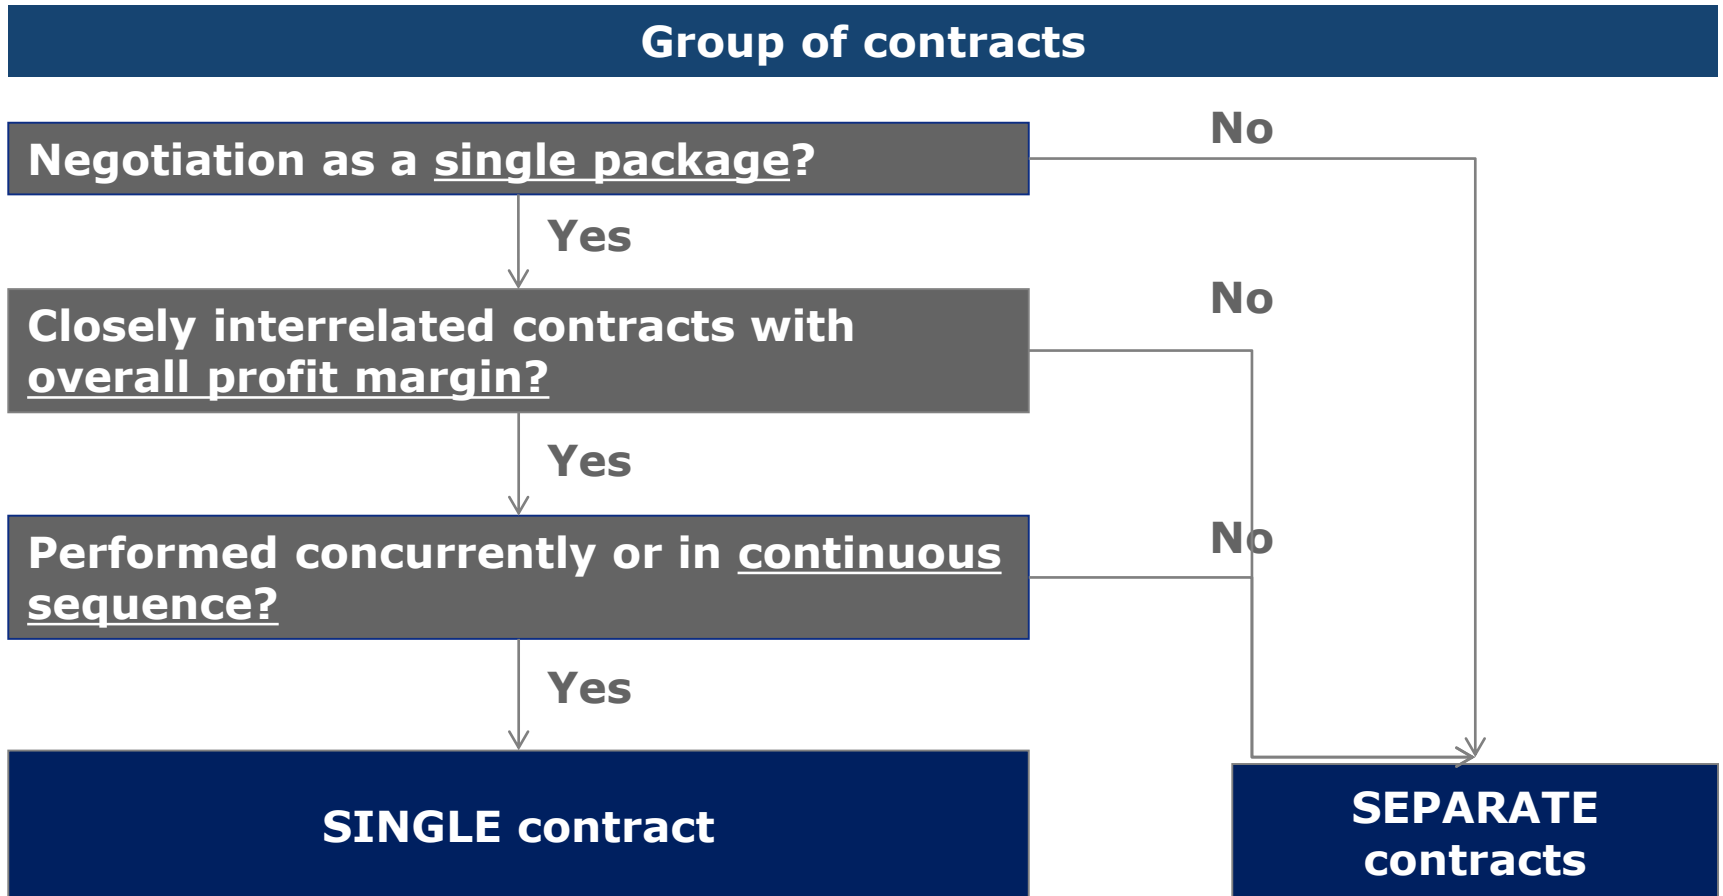 Group of contracts
No
Negotiation as a single package?
Yes
No
Closely interrelated contracts with
overall profit margin?
Yes
No
Performed concurrently or in continuous
sequence?
Yes
SINGLE contract
SEPARATE
contracts